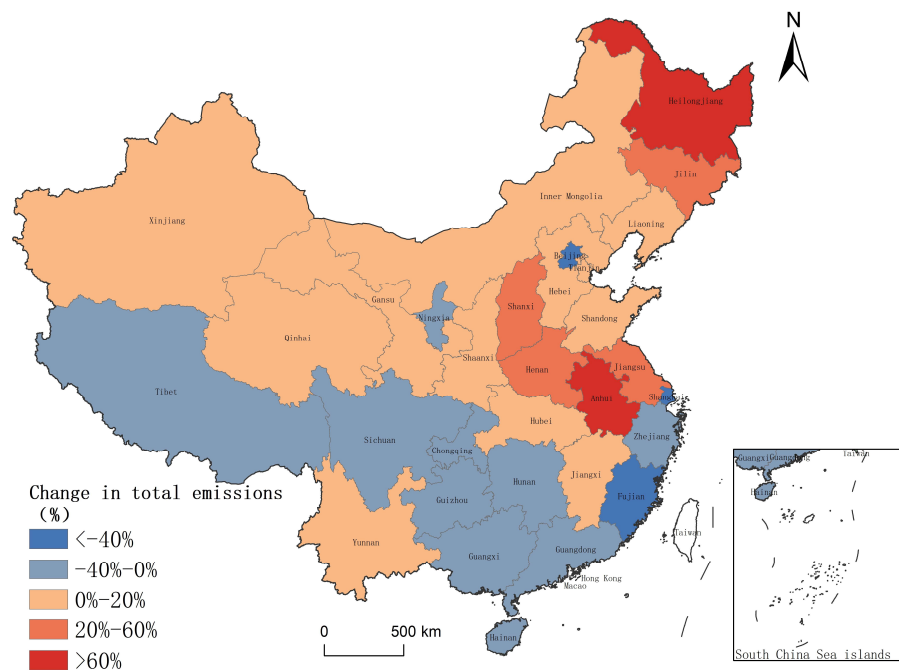 N
Heilongjiang
Jilin
Xinjiang
Inner Mongolia
Liaoning
Beijing
Tianjin
Hebei
Gansu
Shanxi
Ningxia
Shandong
Qinhai
Shaanxi
Henan
Jiangsu
Tibet
Anhui
Shanghai
Hubei
Zhejiang
Sichuan
Chongqing
Jiangxi
Hunan
Guizhou
Fujian
Yunnan
Guangxi
Guangdong
Taiwan
Hong Kong
Macao
Hainan
Change in total emissions
(%)
<-40%
-40%-0%
0%-20%
20%-60%
>60%
0 500 km
Guangxi Guangdong Taiwan
Hainan
South China Sea islands